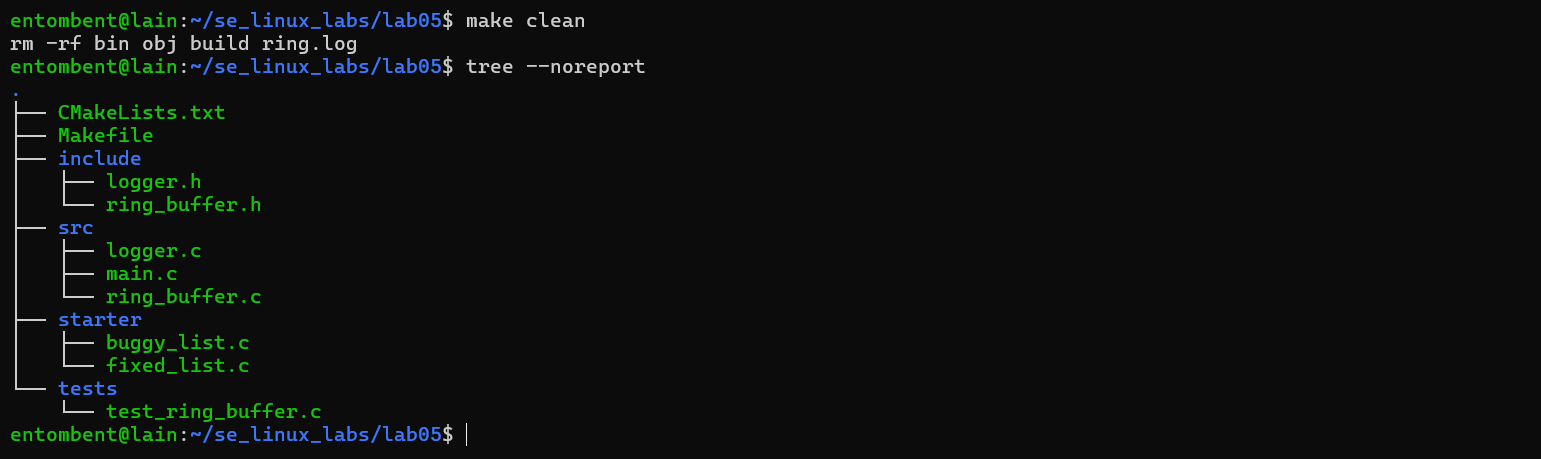 entombent@lain:~/se_linux_labs/lab05$ make clean
rm -rf bin obj build ring.log
entombent@lain:~/se_linux_labs/lab05$ tree --noreport
.
├── CMakeLists.txt
├── Makefile
├── include
│   ├── logger.h
│   └── ring_buffer.h
├── src
│   ├── logger.c
│   ├── main.c
│   └── ring_buffer.c
├── starter
│   ├── buggy_list.c
│   └── fixed_list.c
└── tests
    └── test_ring_buffer.c
entombent@lain:~/se_linux_labs/lab05$